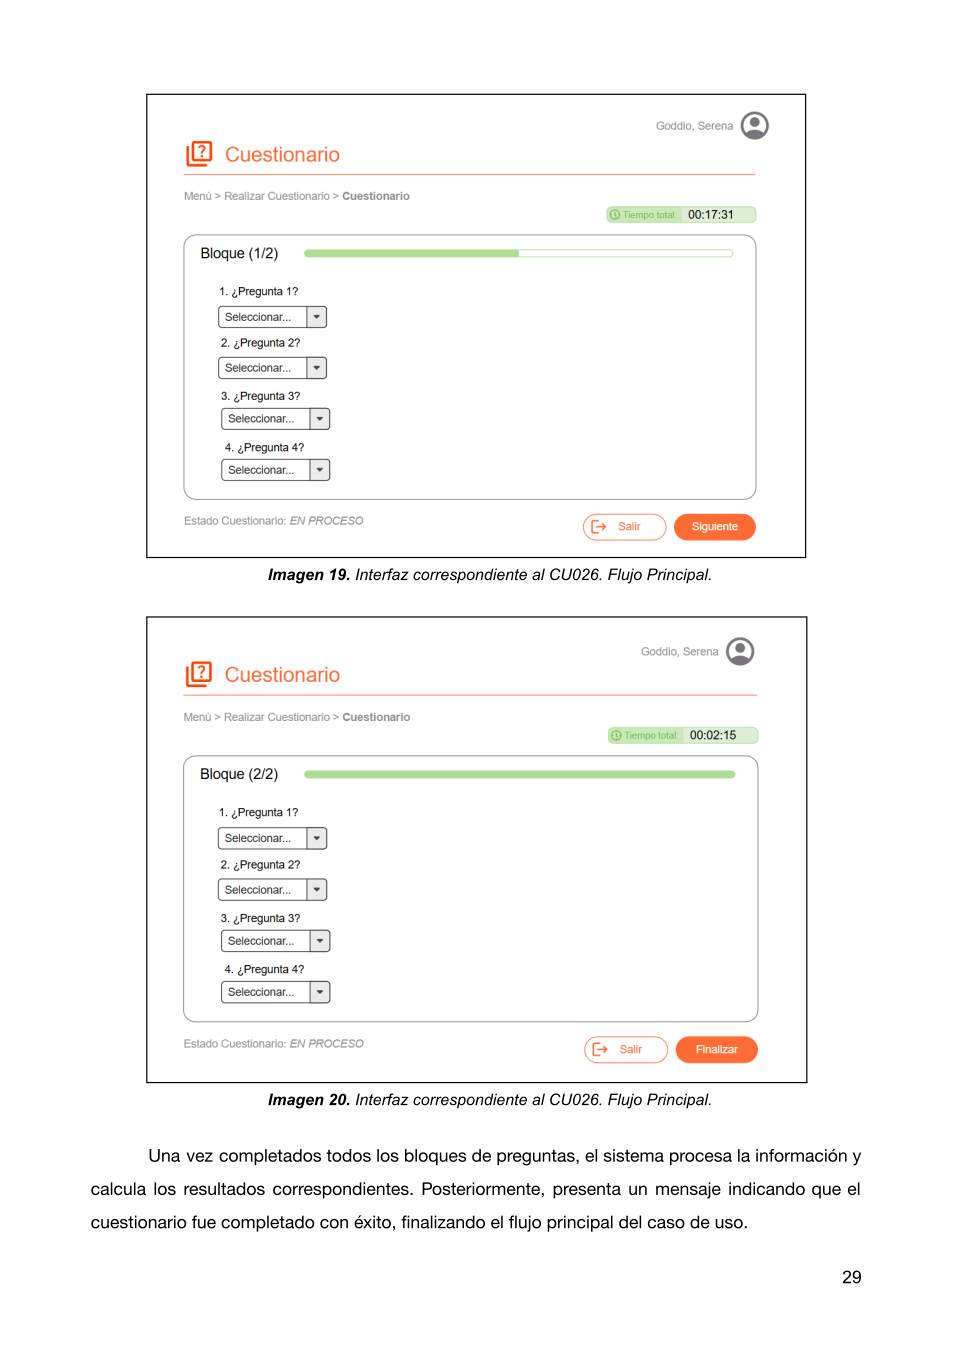 Goddio, Serena
Cuestionario
Menú > Realizar Cuestionario > Cuestionario
Tiempo total: 00:17:31
Bloque (1/2)
1. ¿Pregunta 1?
Seleccionar...
2. ¿Pregunta 2?
Seleccionar...
3. ¿Pregunta 3?
Seleccionar...
4. ¿Pregunta 4?
Seleccionar...
Estado Cuestionario: EN PROCESO
Salir
Siguiente
Imagen 19. Interfaz correspondiente al CU026. Flujo Principal.
Goddio, Serena
Cuestionario
Menú > Realizar Cuestionario > Cuestionario
Tiempo total: 00:02:15
Bloque (2/2)
1. ¿Pregunta 1?
Seleccionar...
2. ¿Pregunta 2?
Seleccionar...
3. ¿Pregunta 3?
Seleccionar...
4. ¿Pregunta 4?
Seleccionar...
Estado Cuestionario: EN PROCESO
Salir
Finalizar
Imagen 20. Interfaz correspondiente al CU026. Flujo Principal.
Una vez completados todos los bloques de preguntas, el sistema procesa la información y
calcula los resultados correspondientes. Posteriormente, presenta un mensaje indicando que el
cuestionario fue completado con éxito, finalizando el flujo principal del caso de uso.
29